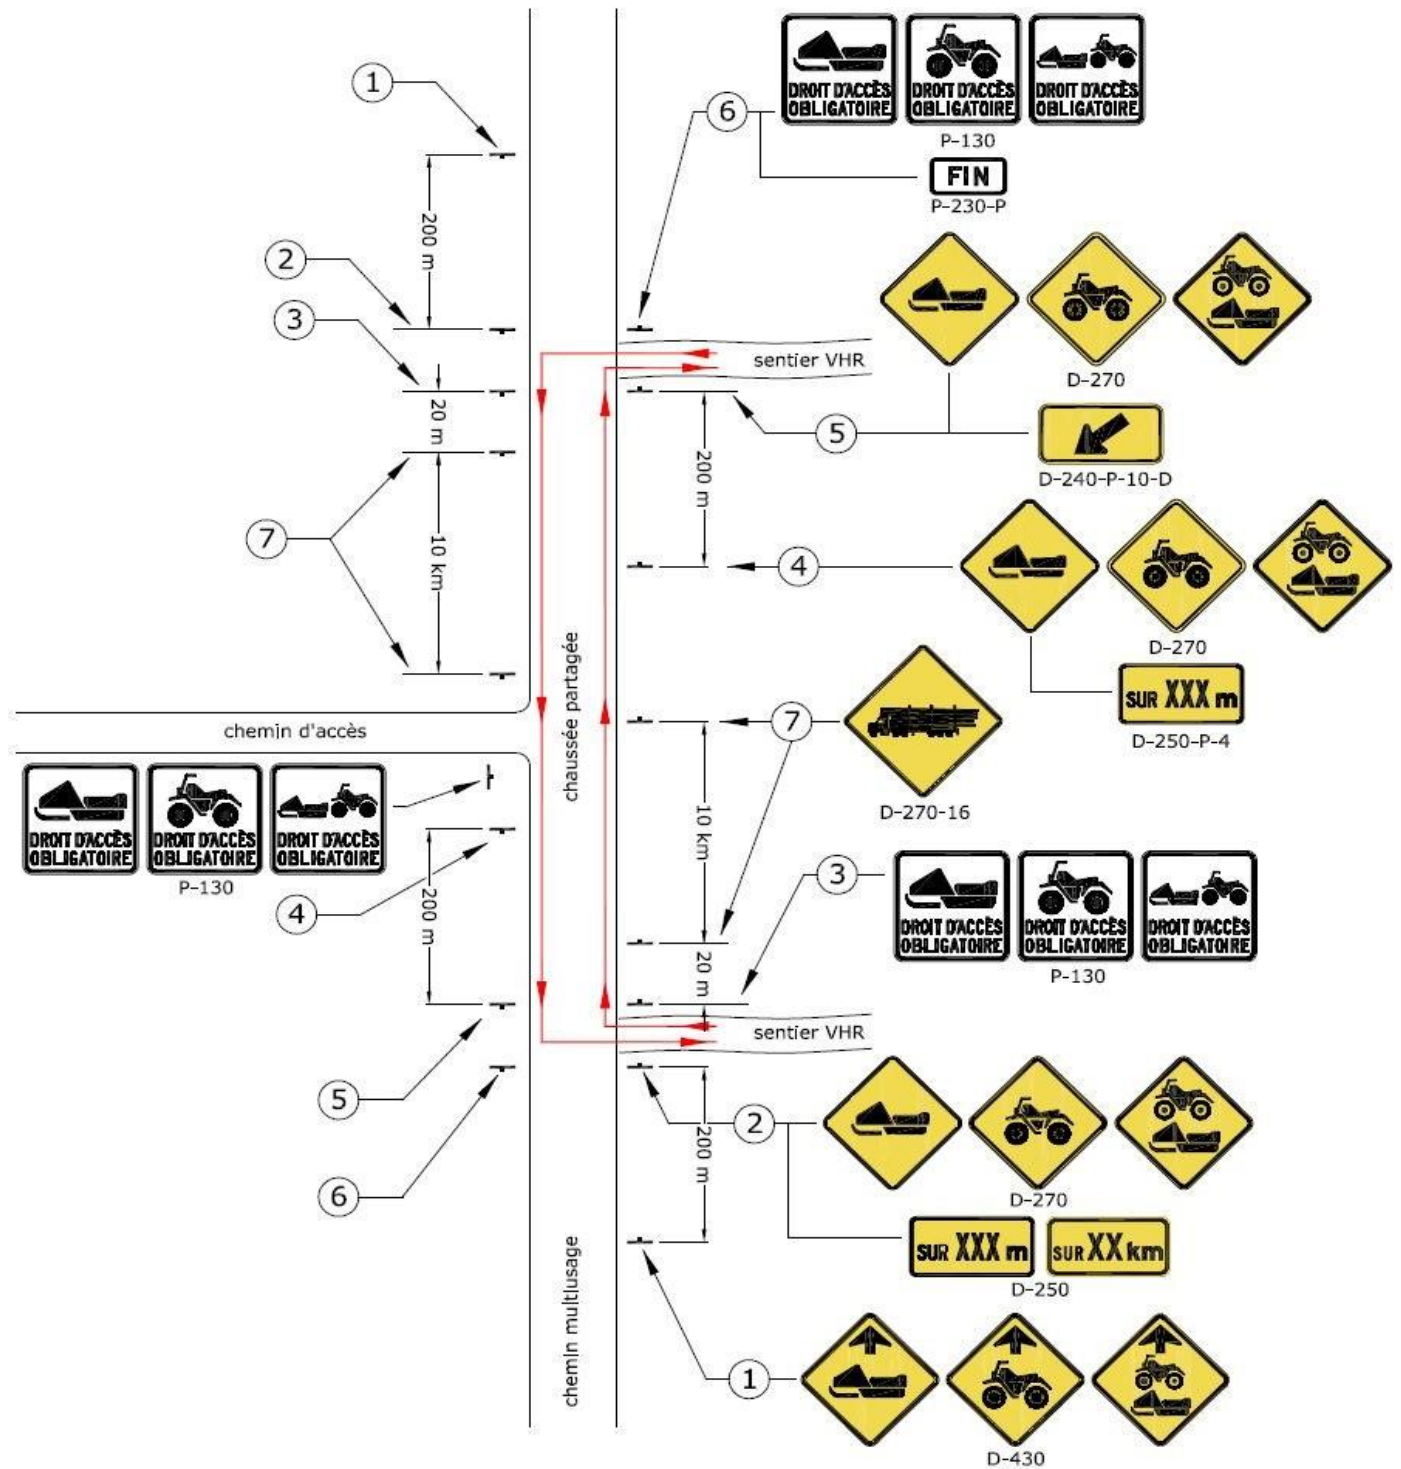 1
6
DROIT D'ACCÈS OBLIGATOIRE
DROIT D'ACCÈS OBLIGATOIRE
DROIT D'ACCÈS OBLIGATOIRE
P-130
FIN
P-230-P
200 m
2
3
sentier VHR
D-270
20 m
5
D-240-P-10-D
200 m
7
10 km
4
D-270
SUR XXX m
D-250-P-4
chaussée partagée
chemin d'accès
7
D-270-16
DROIT D'ACCÈS OBLIGATOIRE
DROIT D'ACCÈS OBLIGATOIRE
DROIT D'ACCÈS OBLIGATOIRE
P-130
10 km
3
DROIT D'ACCÈS OBLIGATOIRE
DROIT D'ACCÈS OBLIGATOIRE
DROIT D'ACCÈS OBLIGATOIRE
P-130
4
200 m
20 m
sentier VHR
5
2
200 m
D-270
6
SUR XXX m
SUR XX km
D-250
chemin multiusage
1
D-430